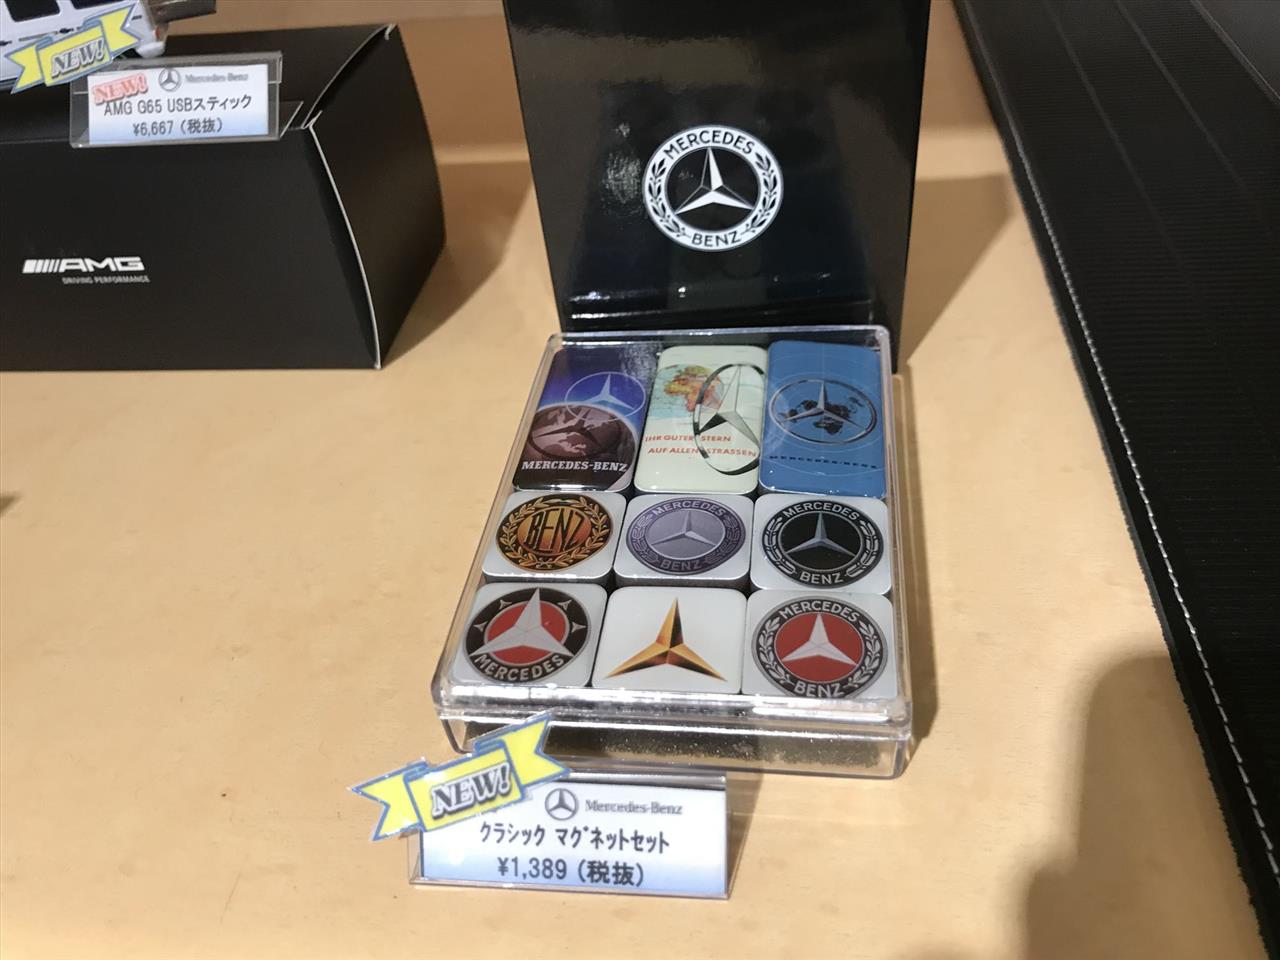 NEW!
NEW!
Mercedes-Benz
AMG G65 USBスティック
¥6,667 (税抜)
AMG
DRIVING PERFORMANCE
MERCEDES
BENZ
MERCEDES-BENZ
IHR GUTER STERN
AUF ALLEN STRASSEN
MERCEDES-BENZ
BENZ
MERCEDES
BENZ
MERCEDES
BENZ
MERCEDES
MERCEDES
BENZ
NEW!
Mercedes-Benz
クラシック マグネットセット
¥1,389 (税抜)